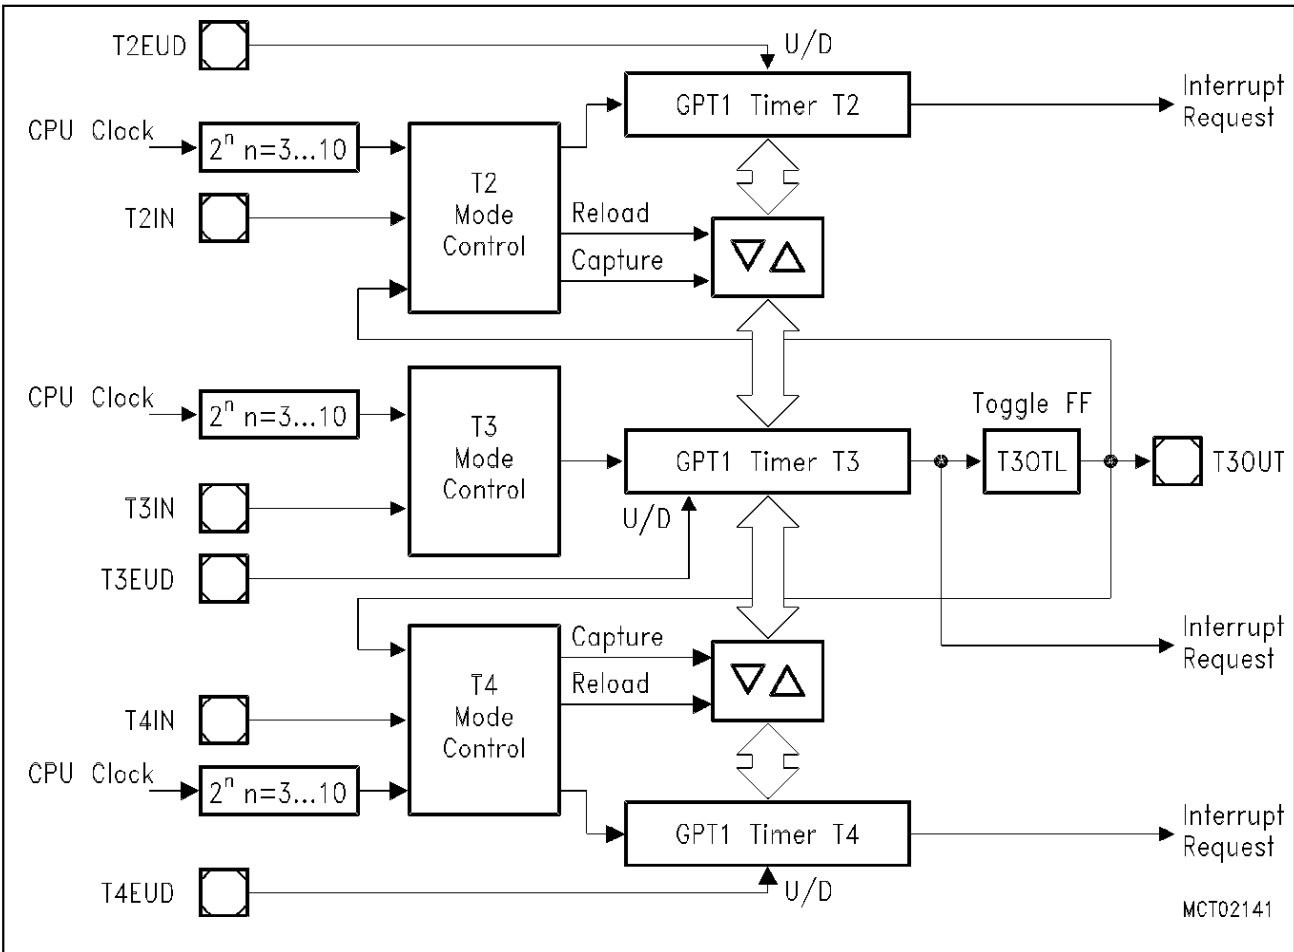 T2EUD
U/D
GPT1 Timer T2
Interrupt
Request
CPU Clock
2ⁿ n=3...10
T2
Mode
Control
T2IN
Reload
Capture
CPU Clock
2ⁿ n=3...10
T3
Mode
Control
GPT1 Timer T3
Toggle FF
T3OTL
T3OUT
T3IN
U/D
T3EUD
Interrupt
Request
Capture
Reload
T4
Mode
Control
T4IN
CPU Clock
2ⁿ n=3...10
GPT1 Timer T4
Interrupt
Request
T4EUD
U/D
MCT02141